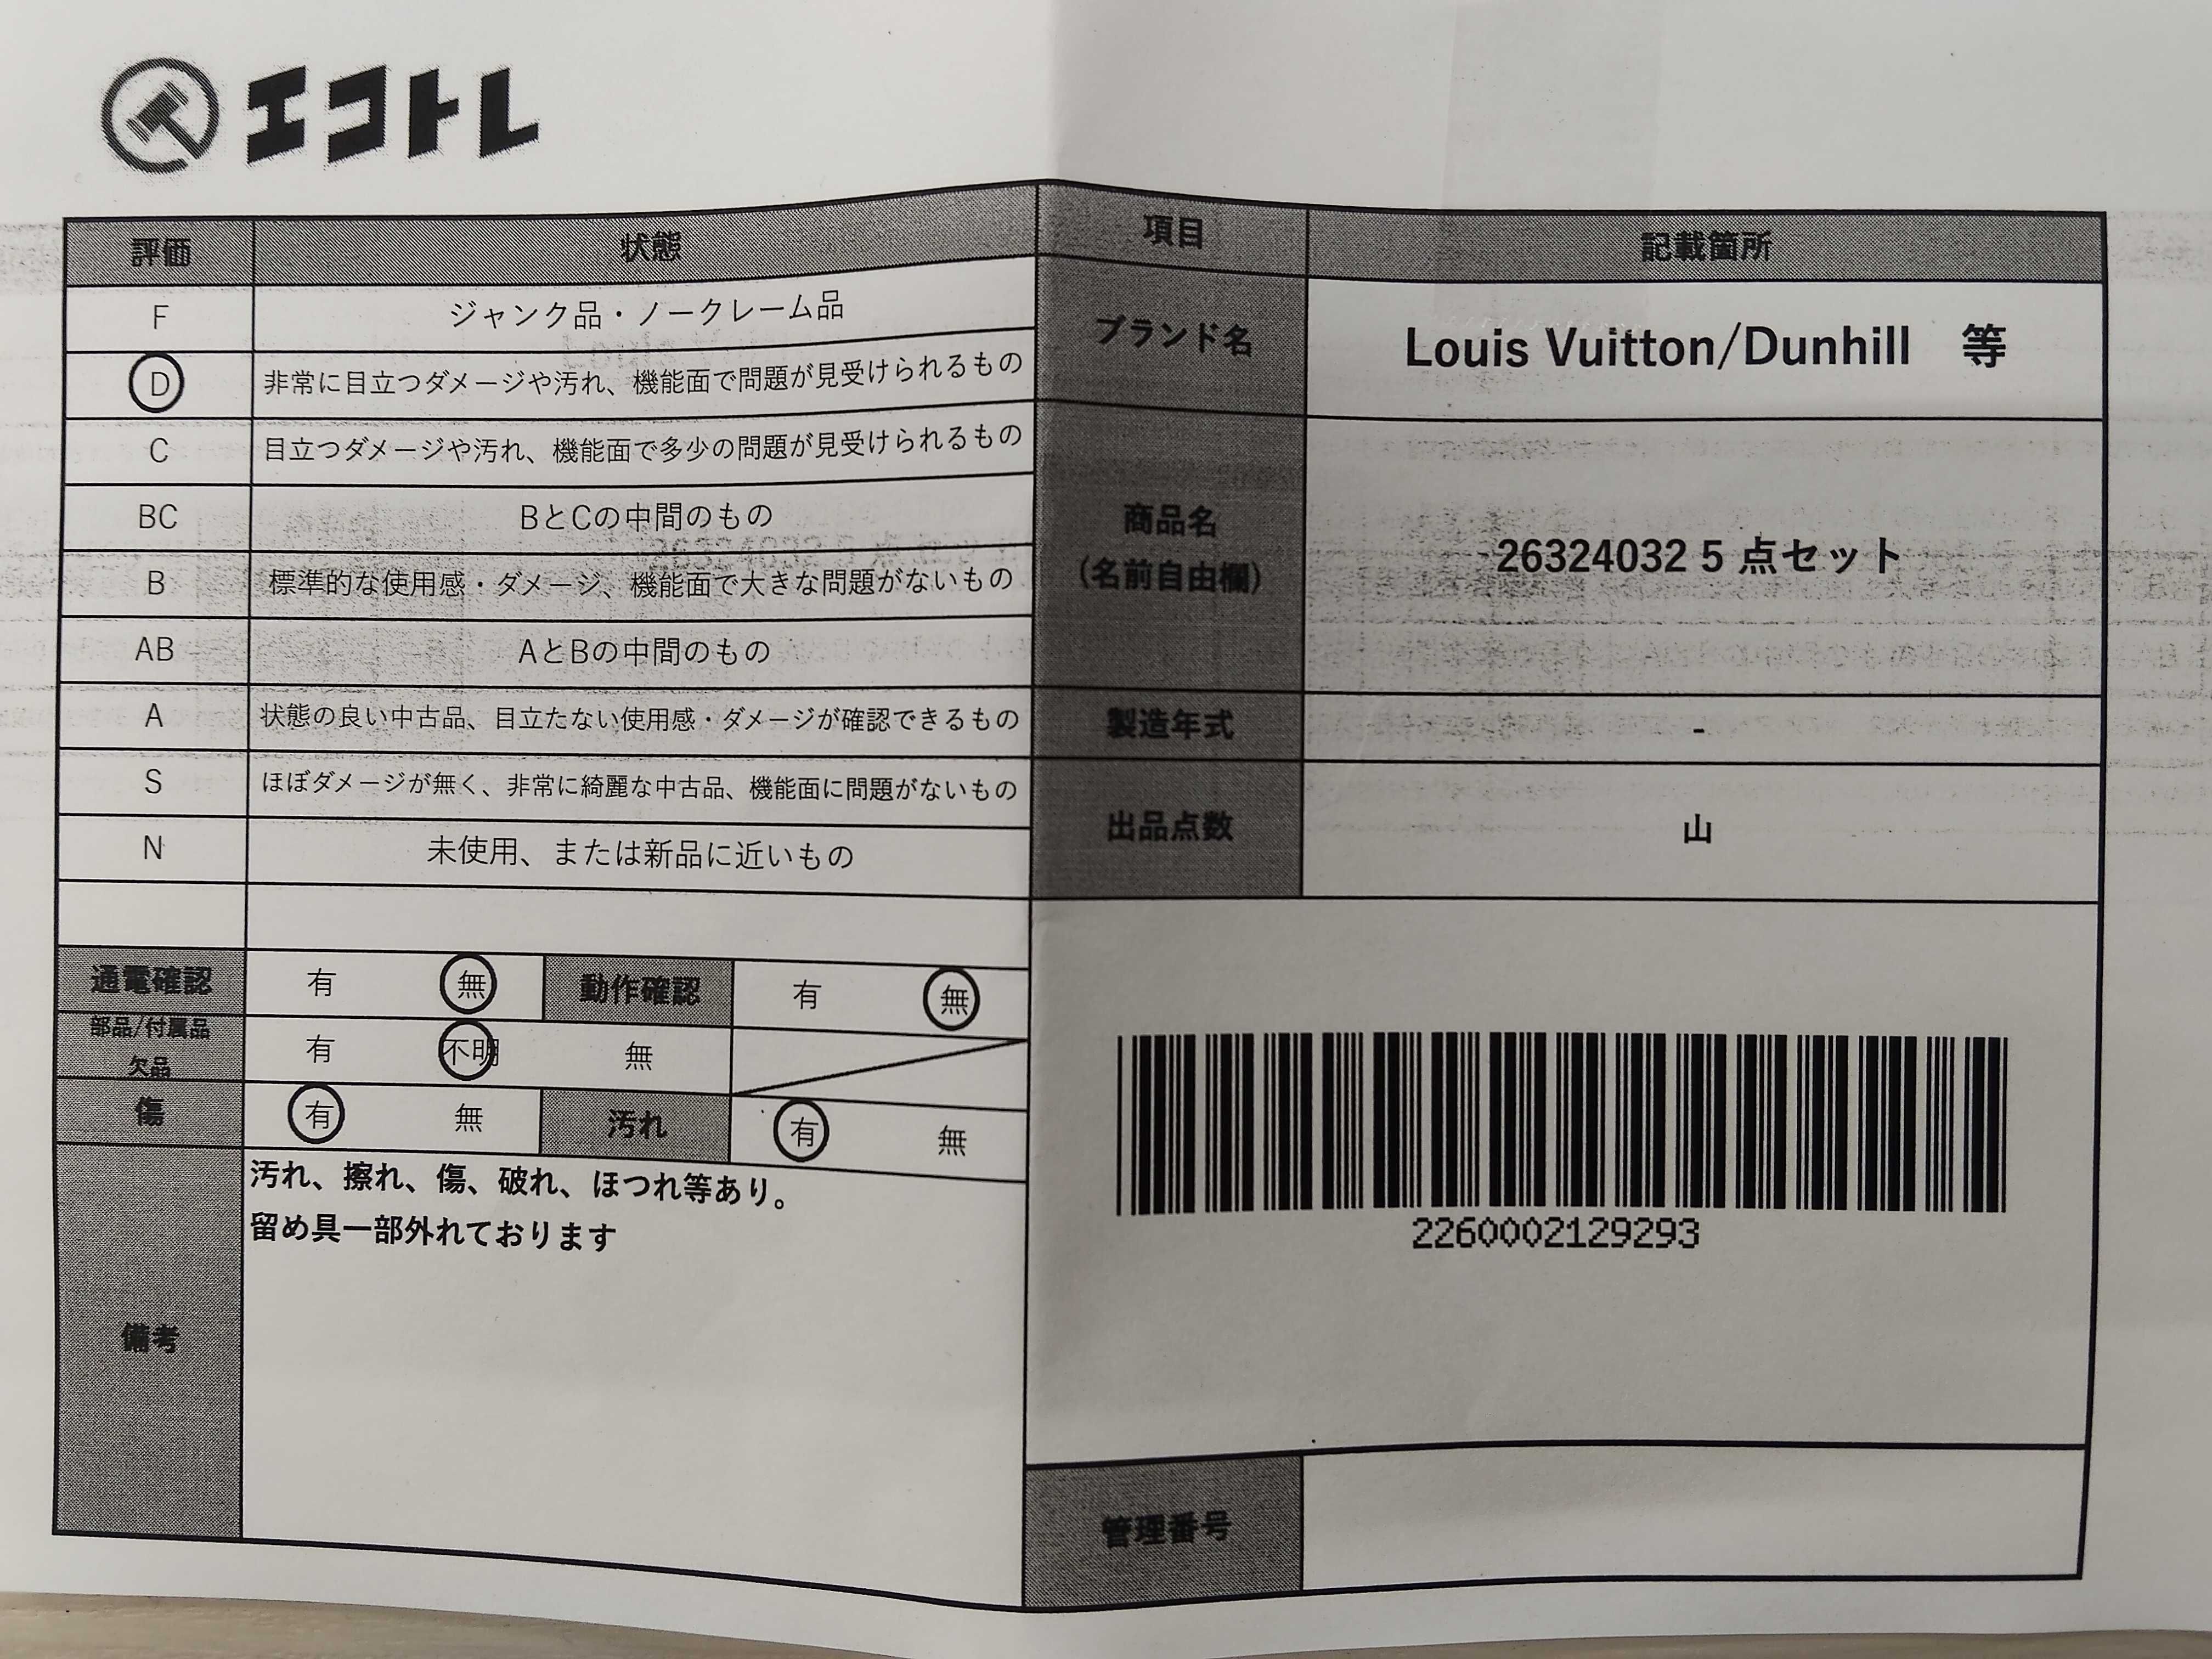 エコトレ
評価 状態
F ジャンク品・ノークレーム品
D 非常に目立つダメージや汚れ、機能面で問題が見受けられるもの
C 目立つダメージや汚れ、機能面で多少の問題が見受けられるもの
BC BとCの中間のもの
B 標準的な使用感・ダメージ、機能面で大きな問題がないもの
AB AとBの中間のもの
A 状態の良い中古品、目立たない使用感・ダメージが確認できるもの
S ほぼダメージが無く、非常に綺麗な中古品、機能面に問題がないもの
N 未使用、または新品に近いもの
通電確認 有 無 動作確認 有 無
部品/付属品
欠品 有 不明 無
傷 有 無 汚れ 有 無
備考
汚れ、擦れ、傷、破れ、ほつれ等あり。
留め具一部外れております
項目 記載箇所
ブランド名 Louis Vuitton/Dunhill 等
商品名
(名前自由欄)
26324032 5 点セット
製造年式 -
出品点数 山
2260002129293
管理番号